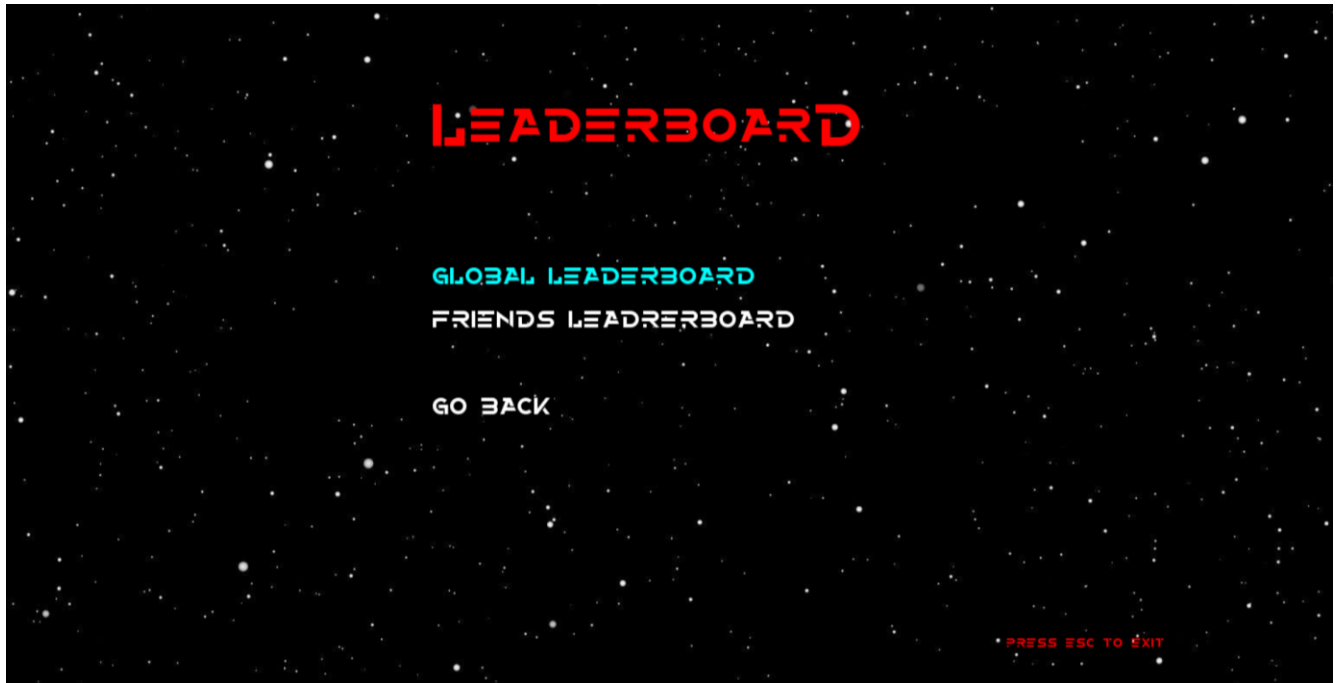 LEADERBOARD
GLOBAL LEADERBOARD
FRIENDS LEADRERBOARD
GO BACK
PRESS ESC TO EXIT